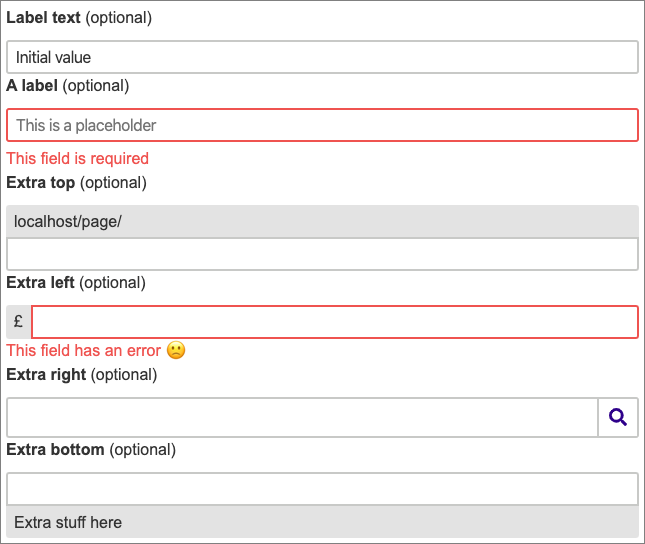 Label text (optional)
Initial value
A label (optional)
This is a placeholder
This field is required
Extra top (optional)
localhost/page/
Extra left (optional)
£
This field has an error 🙁
Extra right (optional)
Extra bottom (optional)
Extra stuff here